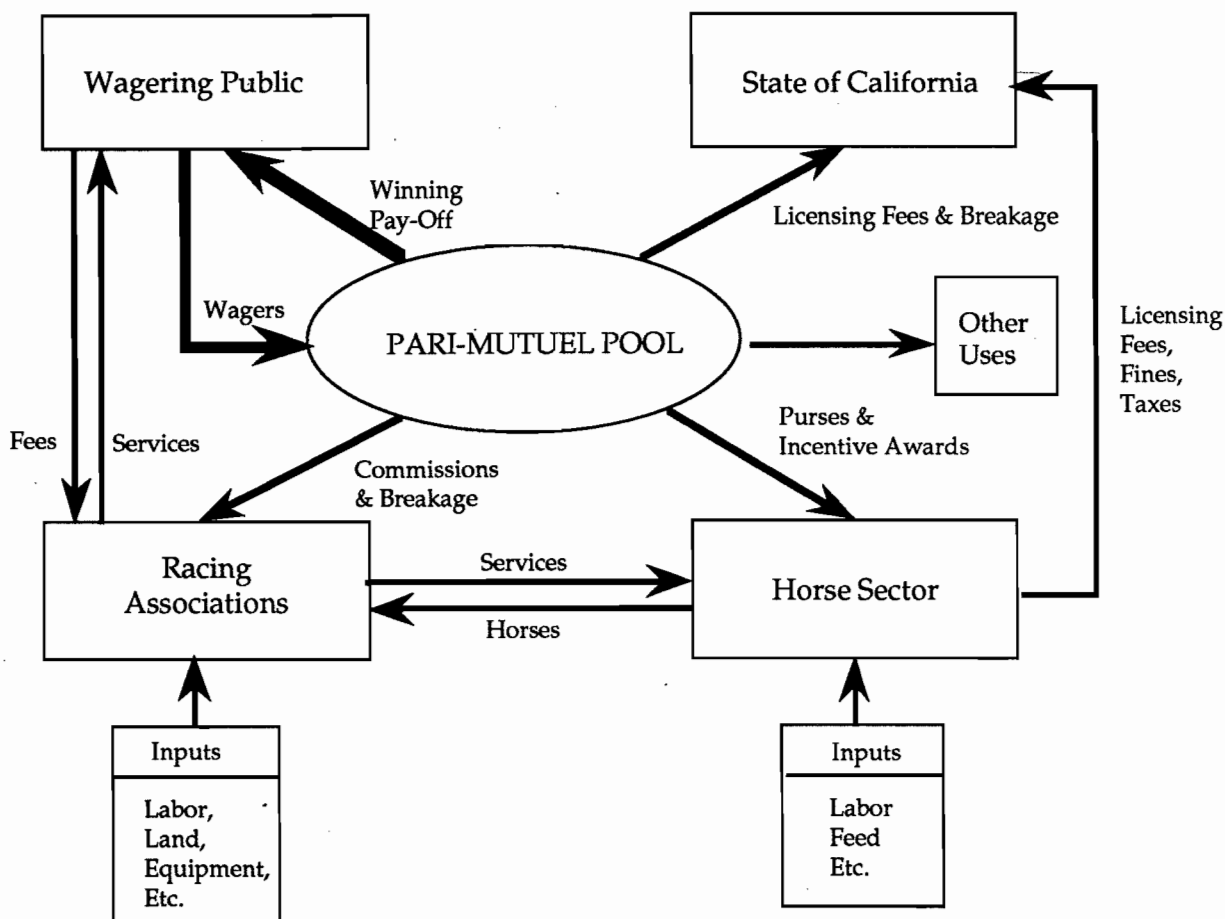 Wagering Public
State of California
Winning
Pay-Off
Licensing Fees & Breakage
Wagers
PARI-MUTUEL POOL
Other
Uses
Licensing
Fees,
Fines,
Taxes
Fees
Services
Commissions
& Breakage
Purses &
Incentive Awards
Racing
Associations
Services
Horses
Horse Sector
Inputs
Labor,
Land,
Equipment,
Etc.
Inputs
Labor
Feed
Etc.